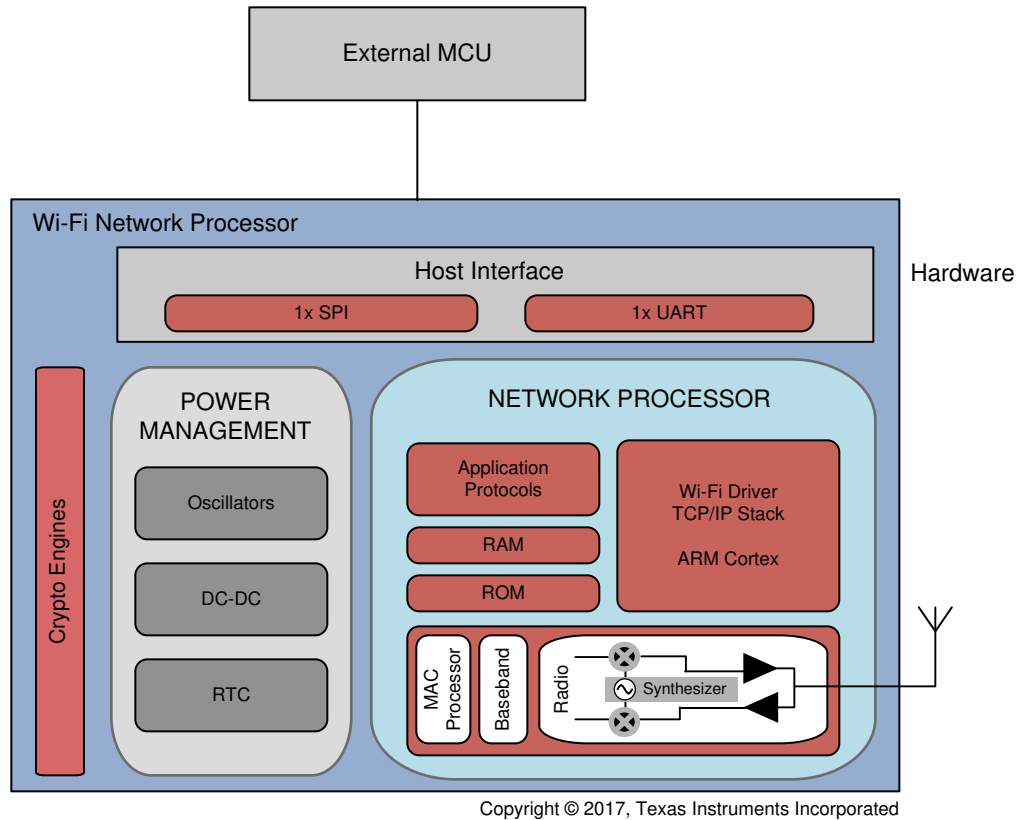 External MCU
Wi-Fi Network Processor
Host Interface
Hardware
1x SPI
1x UART
Crypto Engines
POWER
MANAGEMENT
Oscillators
DC-DC
RTC
NETWORK PROCESSOR
Application
Protocols
RAM
ROM
Wi-Fi Driver
TCP/IP Stack
ARM Cortex
MAC
Processor
Baseband
Radio
Synthesizer
Copyright © 2017, Texas Instruments Incorporated